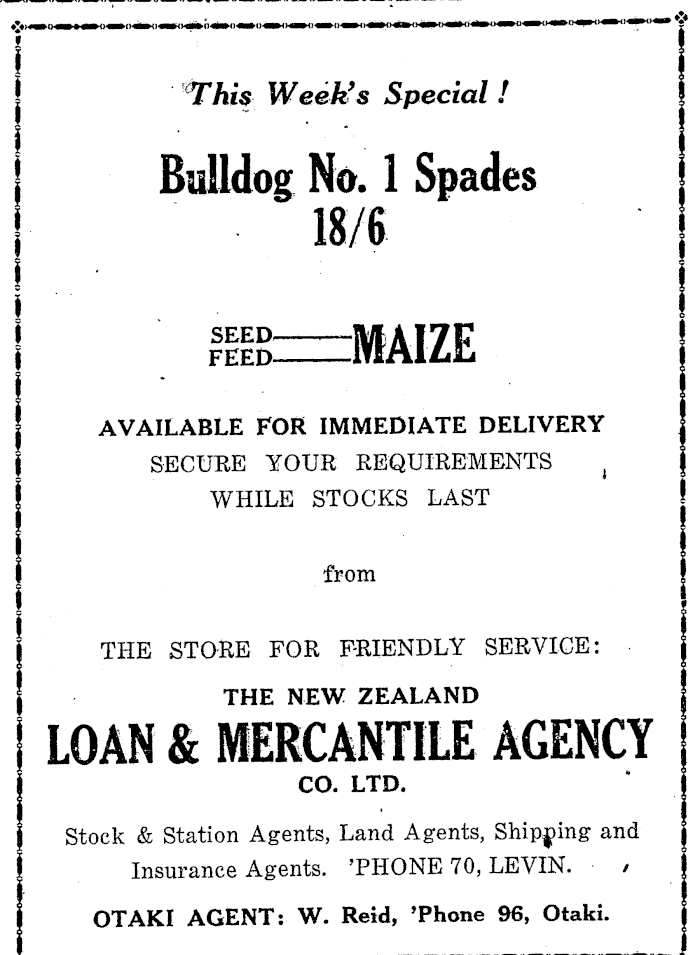 This Week's Special!
Bulldog No. 1 Spades
18/6
SEED
FEED
MAIZE
AVAILABLE FOR IMMEDIATE DELIVERY
SECURE YOUR REQUIREMENTS
WHILE STOCKS LAST
from
THE STORE FOR FRIENDLY SERVICE:
THE NEW ZEALAND
LOAN & MERCANTILE AGENCY
CO. LTD.
Stock & Station Agents, Land Agents, Shipping and
Insurance Agents. 'PHONE 70, LEVIN.
OTAKI AGENT: W. Reid, 'Phone 96, Otaki.